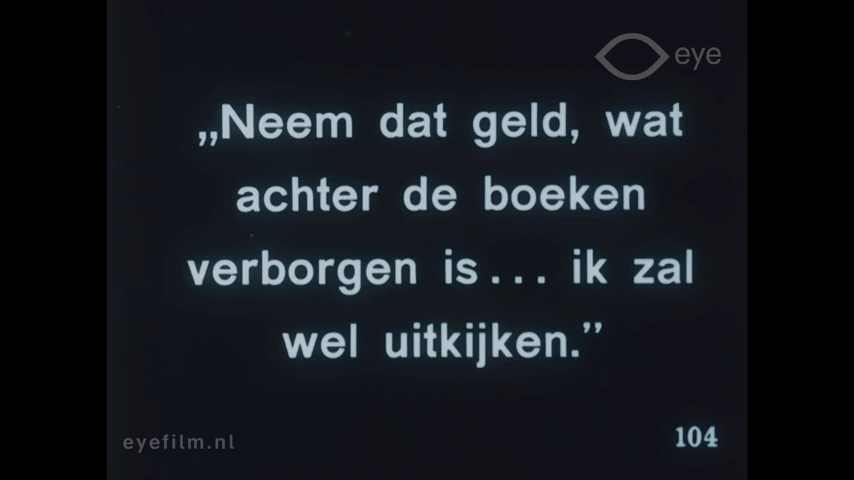 eye
„Neem dat geld, wat
achter de boeken
verborgen is... ik zal
wel uitkijken.”
eyefilm.nl
104